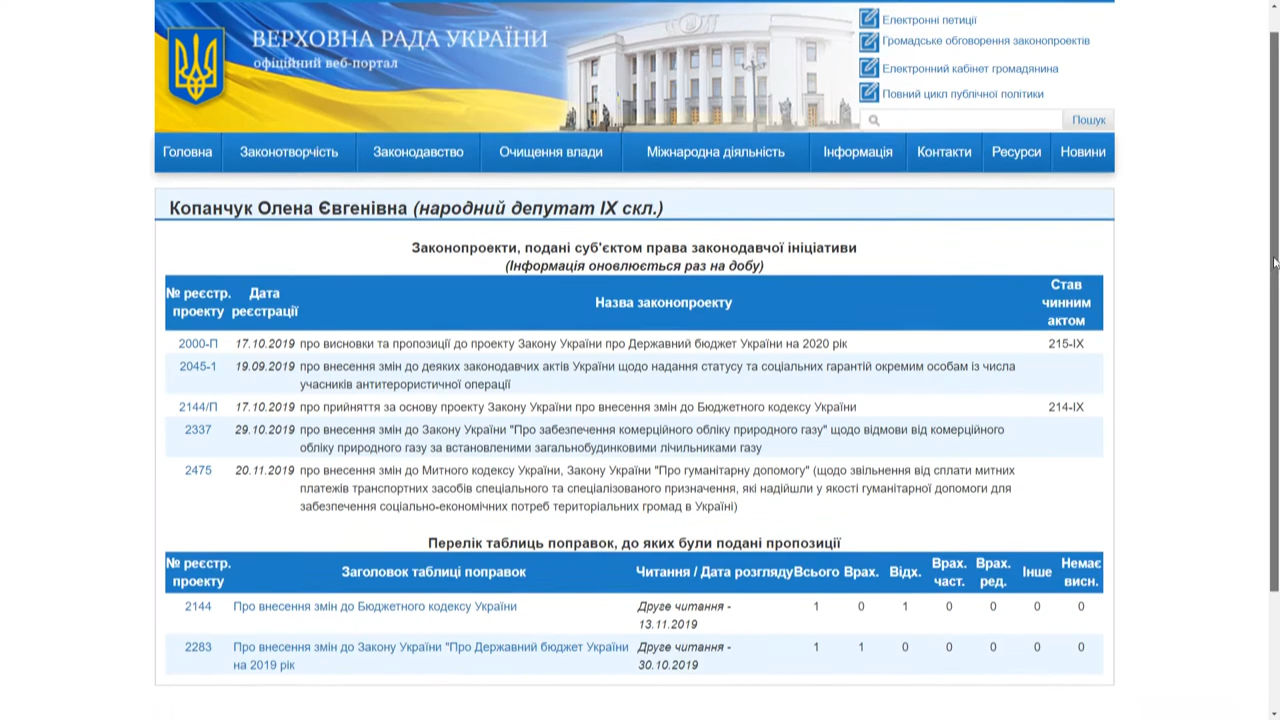 ВЕРХОВНА РАДА УКРАЇНИ
офіційний веб-портал
Електронні петиції
Громадське обговорення законопроектів
Електронний кабінет громадянина
Повний цикл публічної політики
Пошук
Головна Законотворчість Законодавство Очищення влади Міжнародна діяльність Інформація Контакти Ресурси Новини
Копанчук Олена Євгенівна (народний депутат IX скл.)
Законопроекти, подані суб'єктом права законодавчої ініціативи
(Інформація оновлюється раз на добу)
№ реєстр. проекту Дата реєстрації Назва законопроекту Став чинним актом
2000-П 17.10.2019 про висновки та пропозиції до проекту Закону України про Державний бюджет України на 2020 рік 215-IX
2045-1 19.09.2019 про внесення змін до деяких законодавчих актів України щодо надання статусу та соціальних гарантій окремим особам із числа
учасників антитерористичної операції
2144/П 17.10.2019 про прийняття за основу проекту Закону України про внесення змін до Бюджетного кодексу України 214-IX
2337 29.10.2019 про внесення змін до Закону України "Про забезпечення комерційного обліку природного газу" щодо відмови від комерційного
обліку природного газу за встановленими загальнобудинковими лічильниками газу
2475 20.11.2019 про внесення змін до Митного кодексу України, Закону України "Про гуманітарну допомогу" (щодо звільнення від сплати митних
платежів транспортних засобів спеціального та спеціалізованого призначення, які надійшли у якості гуманітарної допомоги для
забезпечення соціально-економічних потреб територіальних громад в Україні)
Перелік таблиць поправок, до яких були подані пропозиції
№ реєстр. проекту Заголовок таблиці поправок Читання / Дата розгляду Всього Врах. Відх. Врах. част. Врах. ред. Інше Немає висн.
2144 Про внесення змін до Бюджетного кодексу України Друге читання - 1 0 1 0 0 0 0
13.11.2019
2283 Про внесення змін до Закону України "Про Державний бюджет України Друге читання - 1 1 0 0 0 0 0
на 2019 рік 30.10.2019